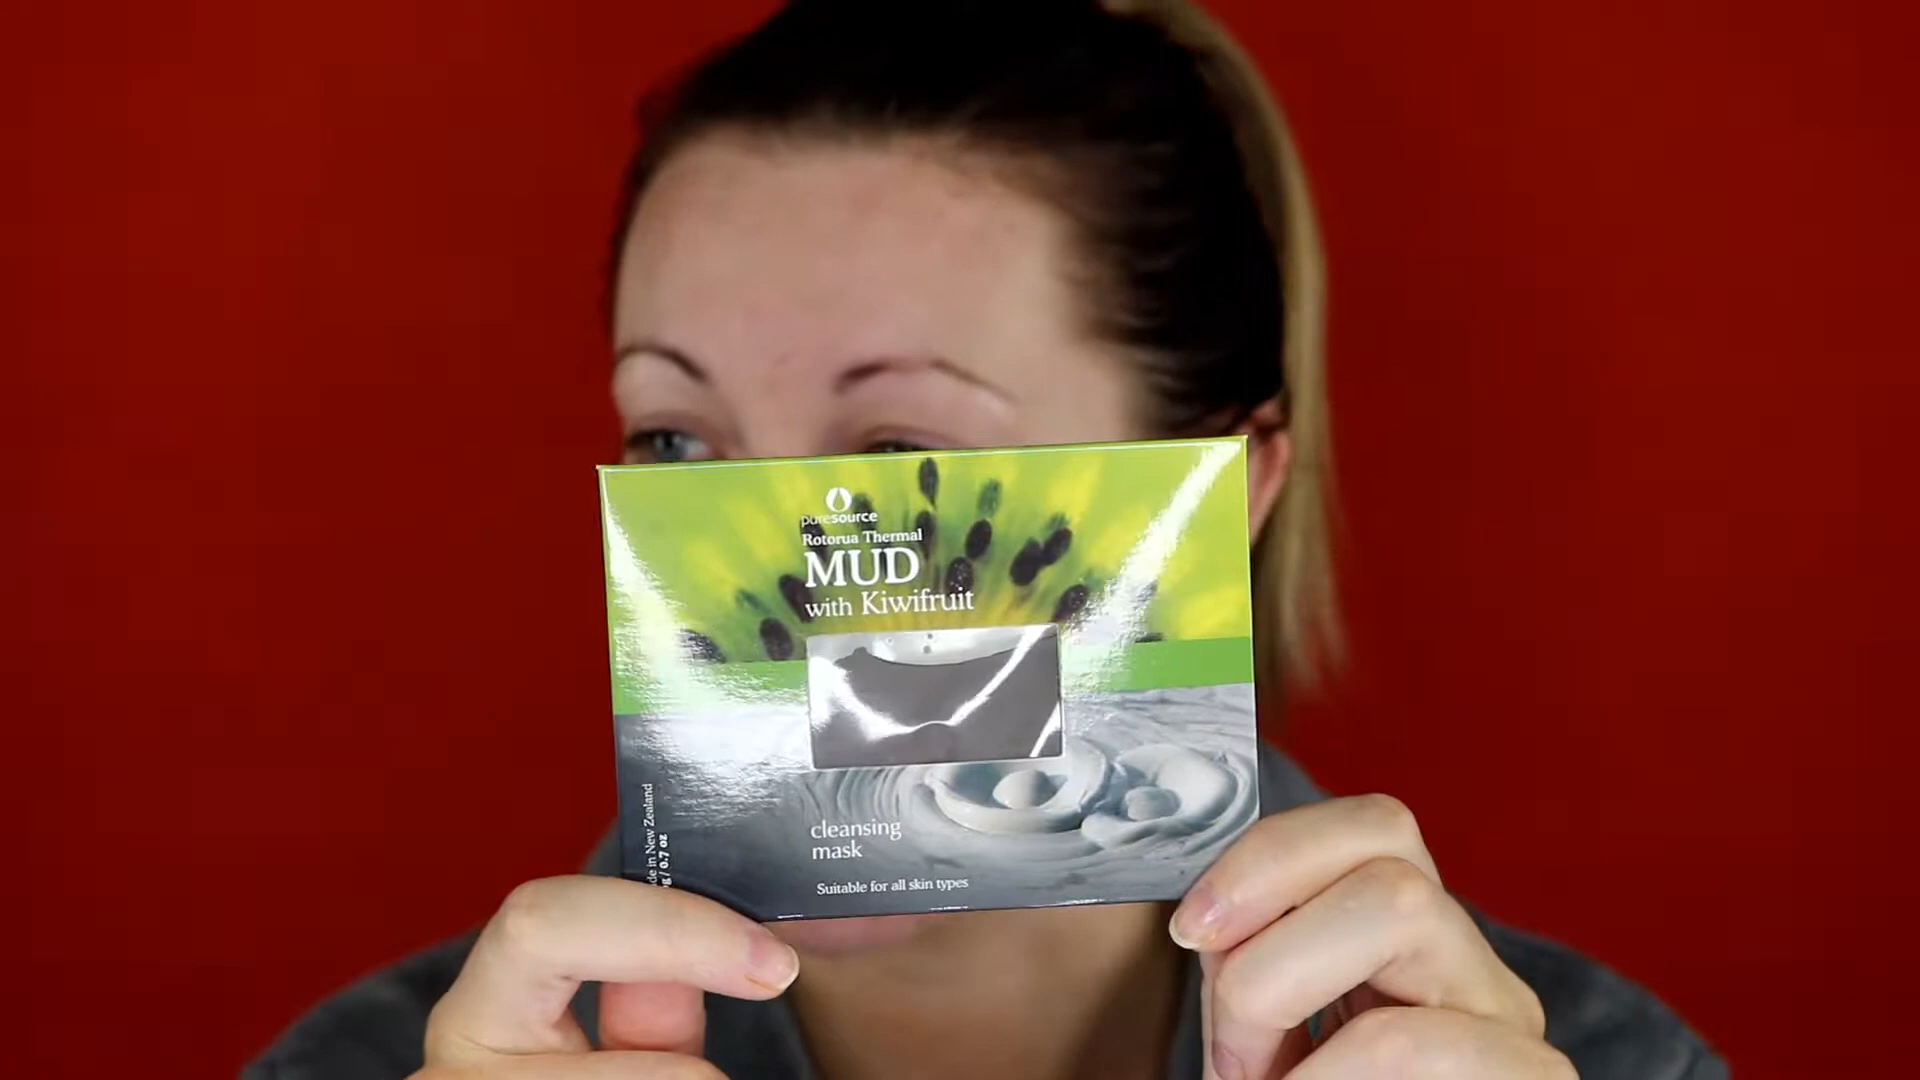 puresource
Rotorua Thermal
MUD
with Kiwifruit
cleansing
mask
Suitable for all skin types
in New Zealand
/ 0.7 oz